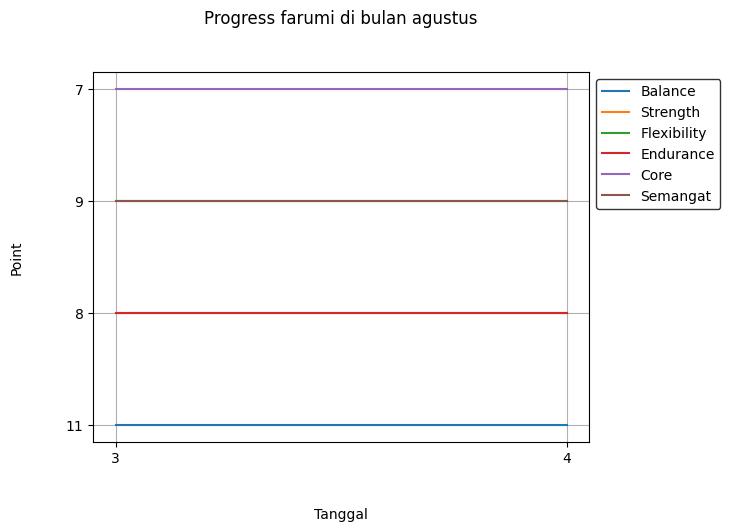 Progress farumi di bulan agustus
Point
7
9
8
11
3
4
Tanggal
Balance
Strength
Flexibility
Endurance
Core
Semangat